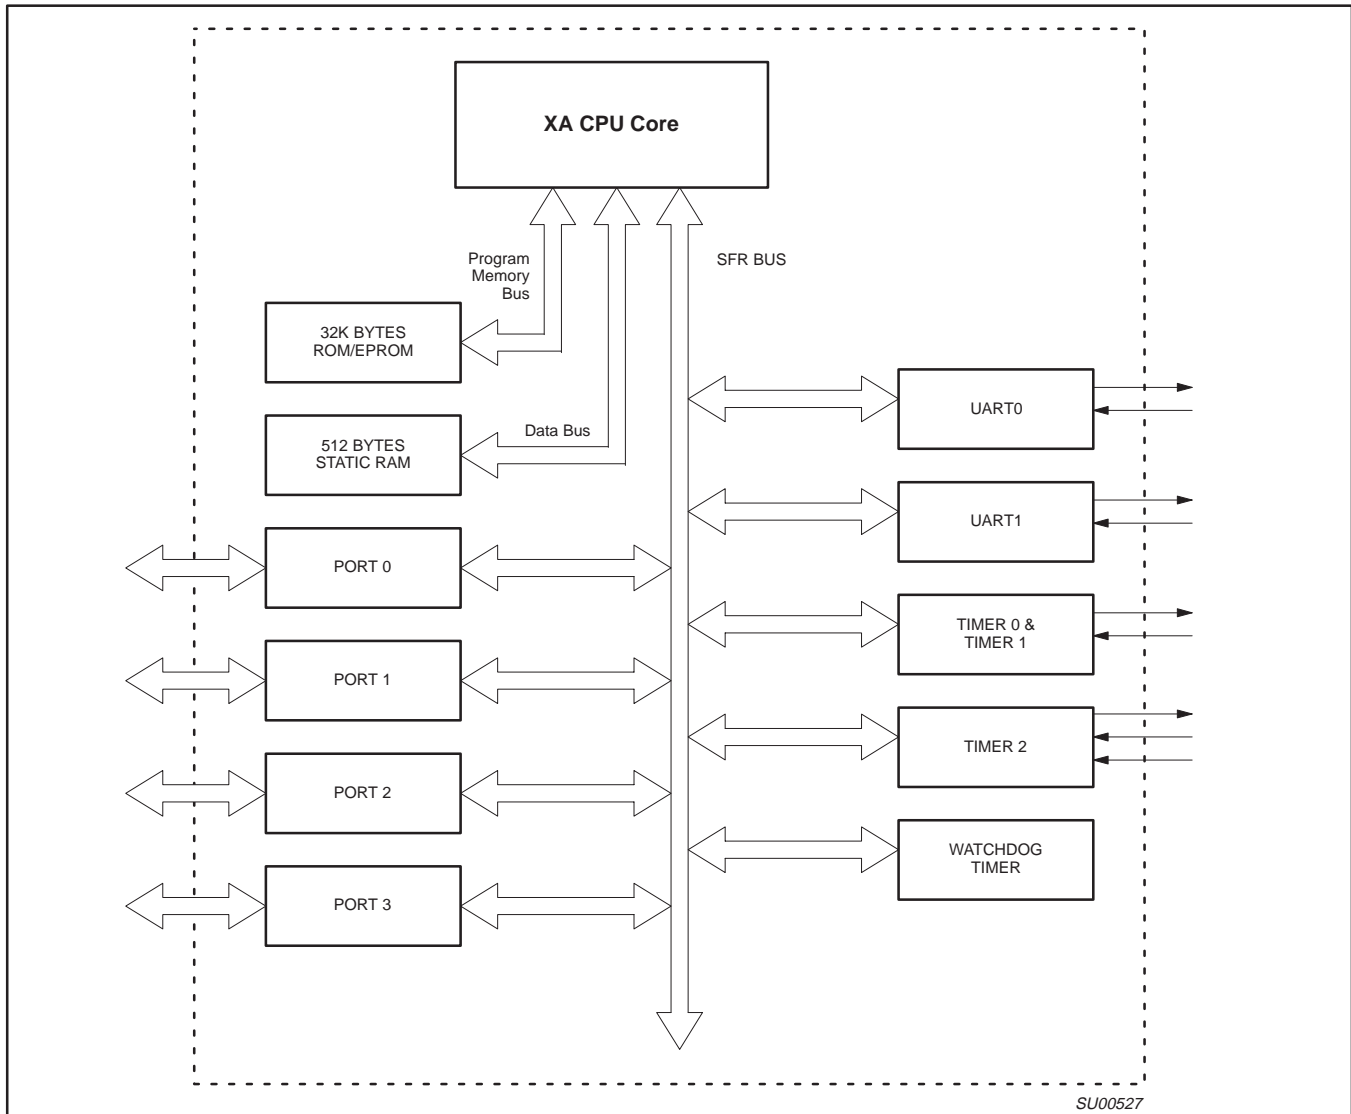 XA CPU Core
Program
Memory
Bus
SFR BUS
32K BYTES
ROM/EPROM
Data Bus
512 BYTES
STATIC RAM
UART0
UART1
PORT 0
TIMER 0 &
TIMER 1
PORT 1
TIMER 2
PORT 2
WATCHDOG
TIMER
PORT 3
SU00527